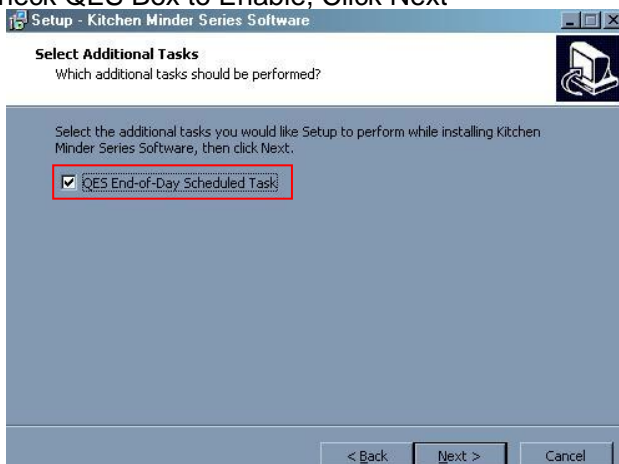 heck QES Box to Enable, Click Next
Setup - Kitchen Minder Series Software
Select Additional Tasks
Which additional tasks should be performed?
Select the additional tasks you would like Setup to perform while installing Kitchen
Minder Series Software, then click Next.
QES End-of-Day Scheduled Task
< Back Next > Cancel